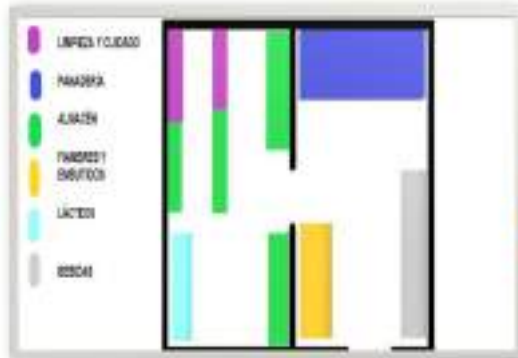 LIMPIEZA Y CUIDADO
PANADERÍA
ALMACÉN
FIAMBRES Y
EMBUTIDOS
LÁCTEOS
BEBIDAS